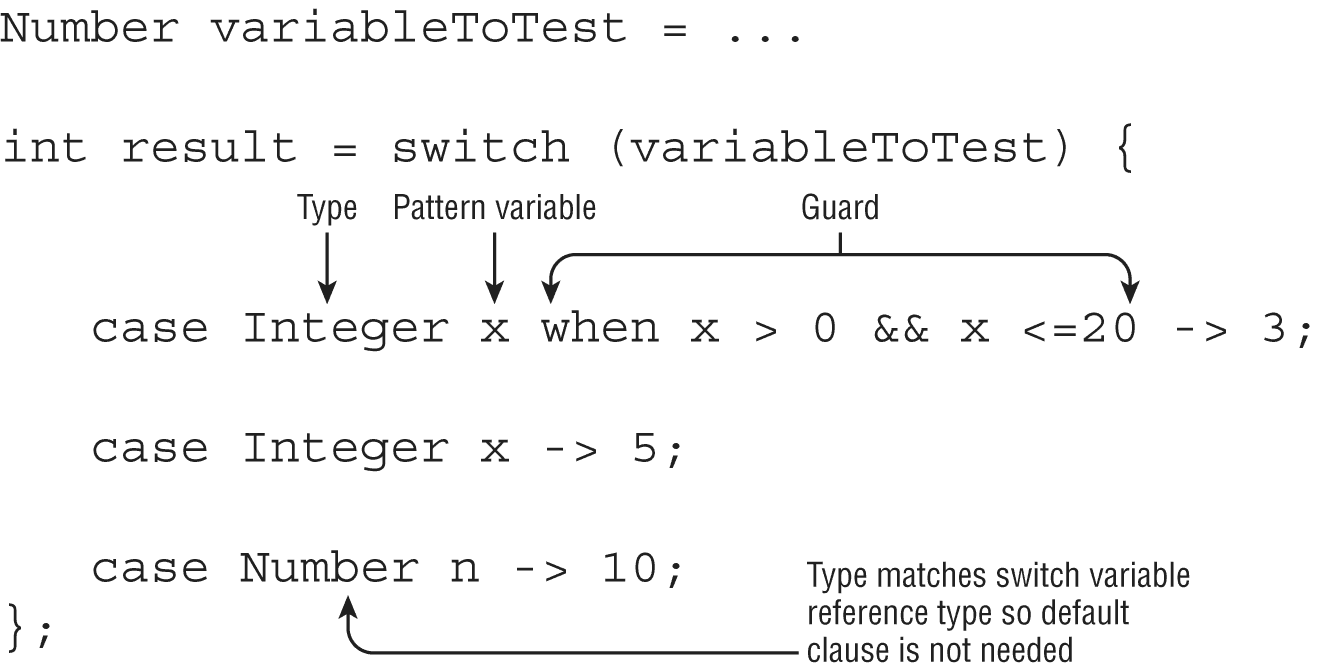 Number variableToTest = ...
int result = switch (variableToTest) {
Type Pattern variable Guard
case Integer x when x > 0 && x <=20 -> 3;
case Integer x -> 5;
case Number n -> 10;
};
Type matches switch variable
reference type so default
clause is not needed